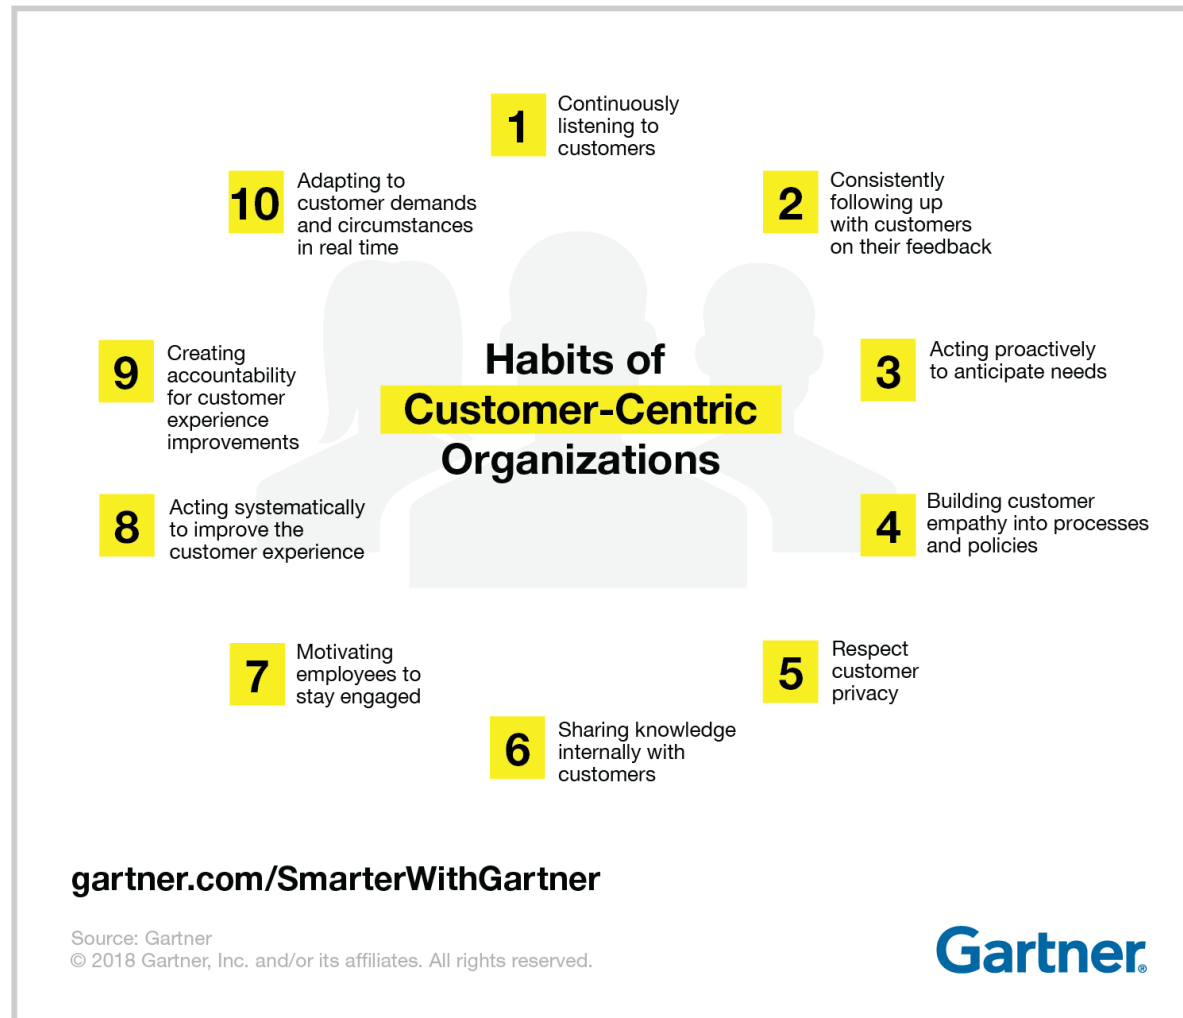 1
Continuously
listening to
customers
2
Consistently
following up
with customers
on their feedback
3
Acting proactively
to anticipate needs
4
Building customer
empathy into processes
and policies
5
Respect
customer
privacy
6
Sharing knowledge
internally with
customers
7
Motivating
employees to
stay engaged
8
Acting systematically
to improve the
customer experience
9
Creating
accountability
for customer
experience
improvements
10
Adapting to
customer demands
and circumstances
in real time
Habits of
Customer-Centric
Organizations
gartner.com/SmarterWithGartner
Source: Gartner
© 2018 Gartner, Inc. and/or its affiliates. All rights reserved.
Gartner®